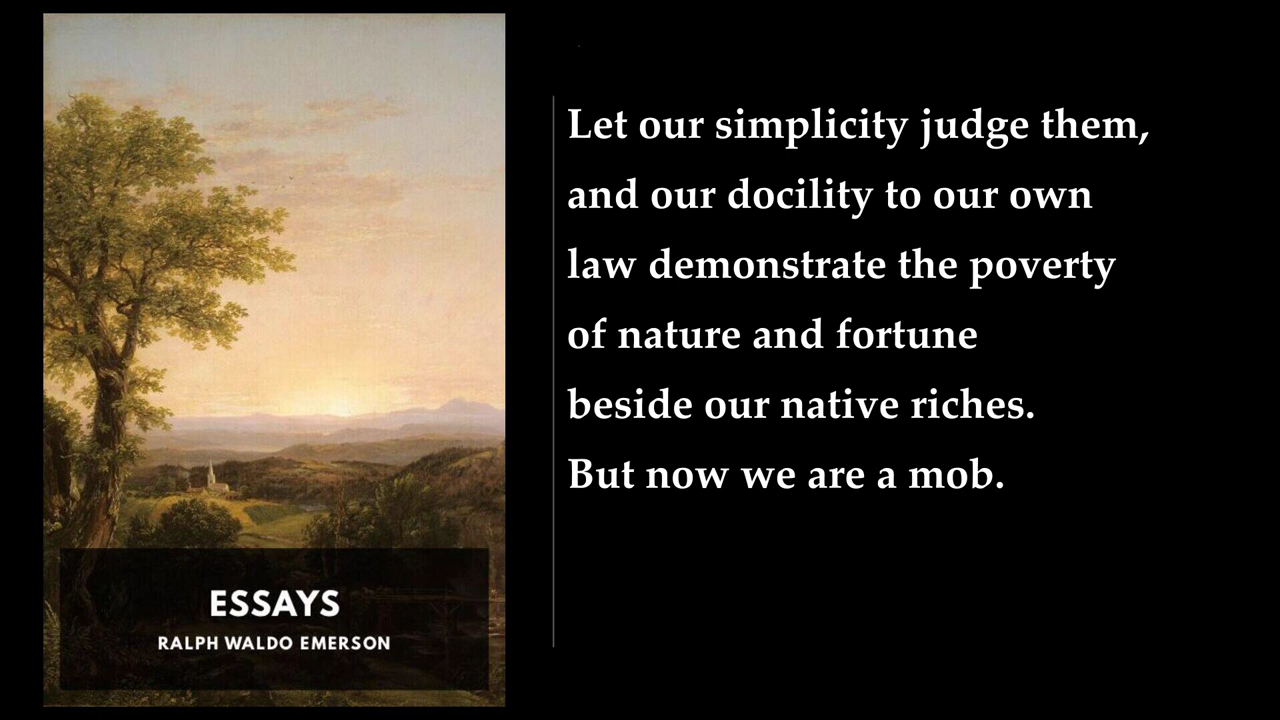 ESSAYS
RALPH WALDO EMERSON
Let our simplicity judge them,
and our docility to our own
law demonstrate the poverty
of nature and fortune
beside our native riches.
But now we are a mob.